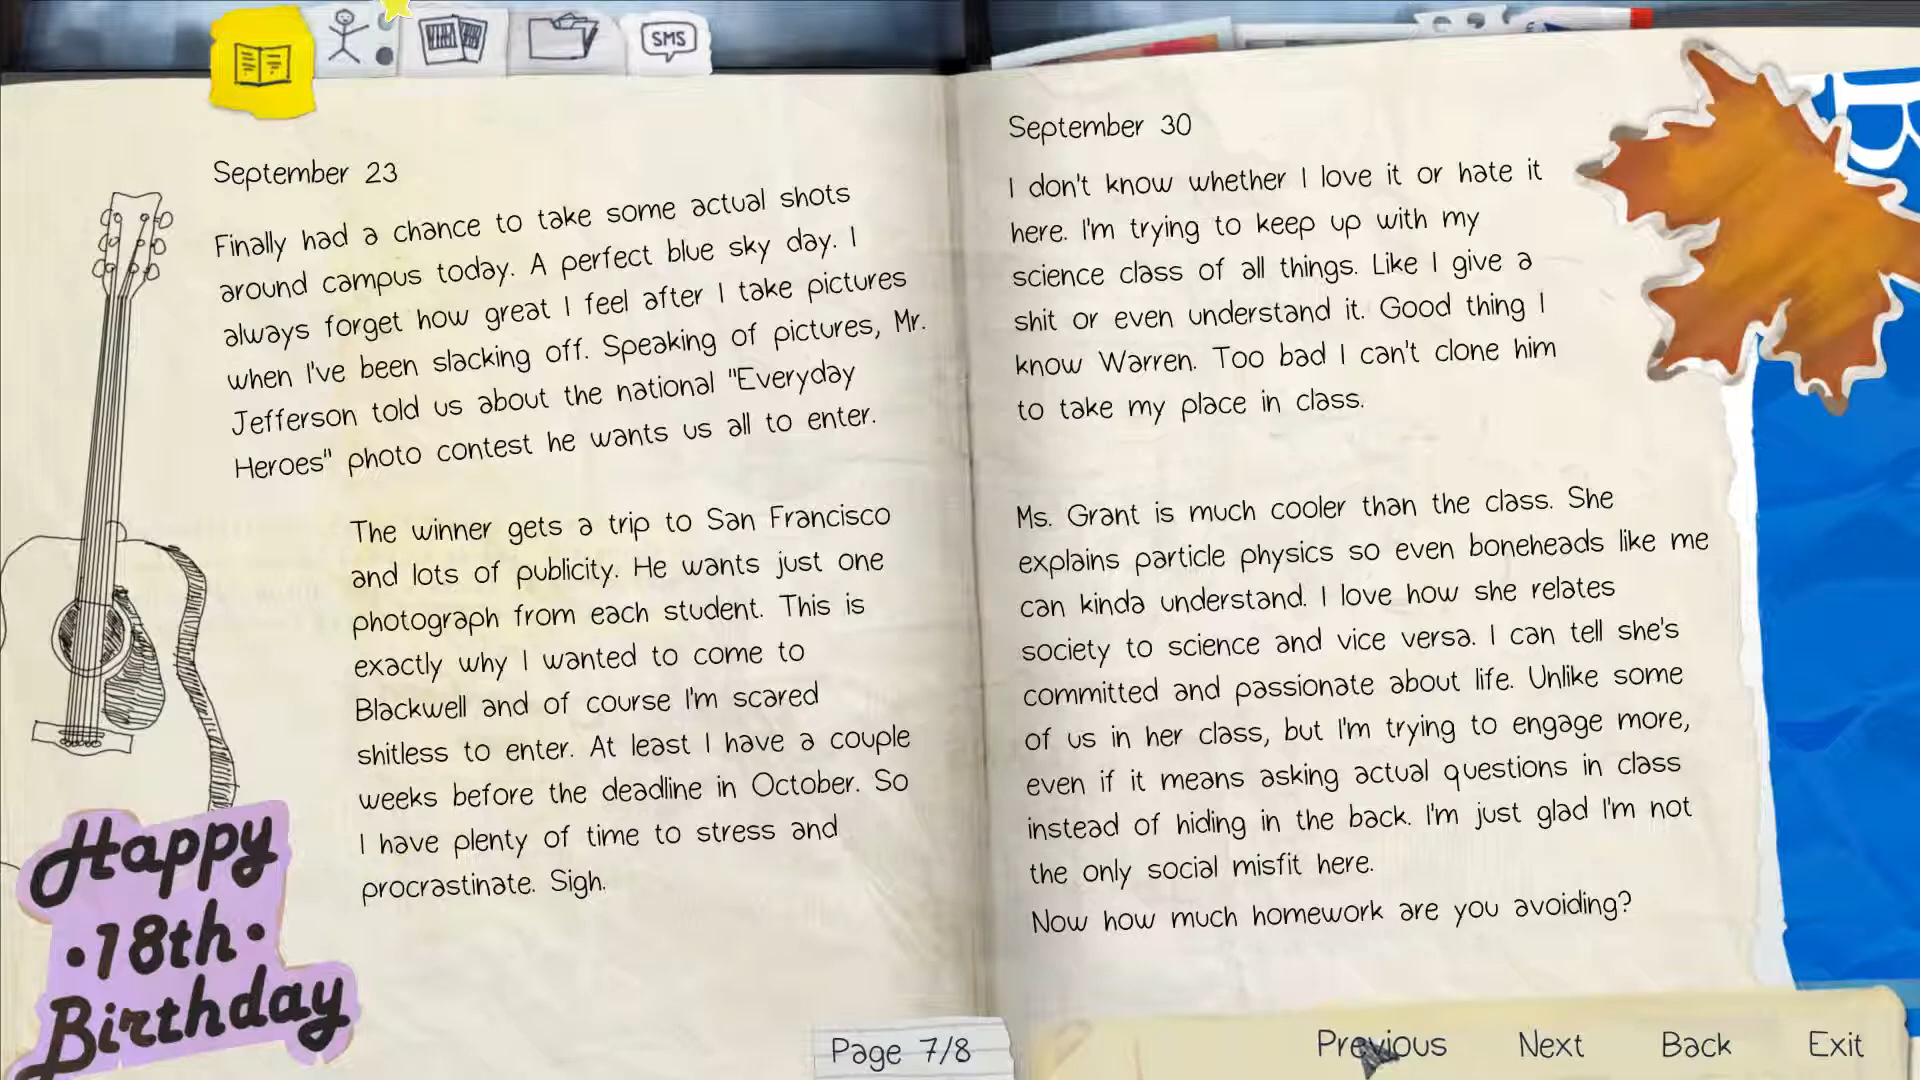 SMS
September 23
Finally had a chance to take some actual shots
around campus today. A perfect blue sky day. I
always forget how great I feel after I take pictures
when I've been slacking off. Speaking of pictures, Mr.
Jefferson told us about the national "Everyday
Heroes" photo contest he wants us all to enter.
The winner gets a trip to San Francisco
and lots of publicity. He wants just one
photograph from each student. This is
exactly why I wanted to come to
Blackwell and of course I'm scared
shitless to enter. At least I have a couple
weeks before the deadline in October. So
I have plenty of time to stress and
procrastinate. Sigh.
Happy
•18th•
Birthday
September 30
I don't know whether I love it or hate it
here. I'm trying to keep up with my
science class of all things. Like I give a
shit or even understand it. Good thing I
know Warren. Too bad I can't clone him
to take my place in class.
Ms. Grant is much cooler than the class. She
explains particle physics so even boneheads like me
can kinda understand. I love how she relates
society to science and vice versa. I can tell she's
committed and passionate about life. Unlike some
of us in her class, but I'm trying to engage more,
even if it means asking actual questions in class
instead of hiding in the back. I'm just glad I'm not
the only social misfit here.
Now how much homework are you avoiding?
B
Page 7/8
Previous Next Back Exit